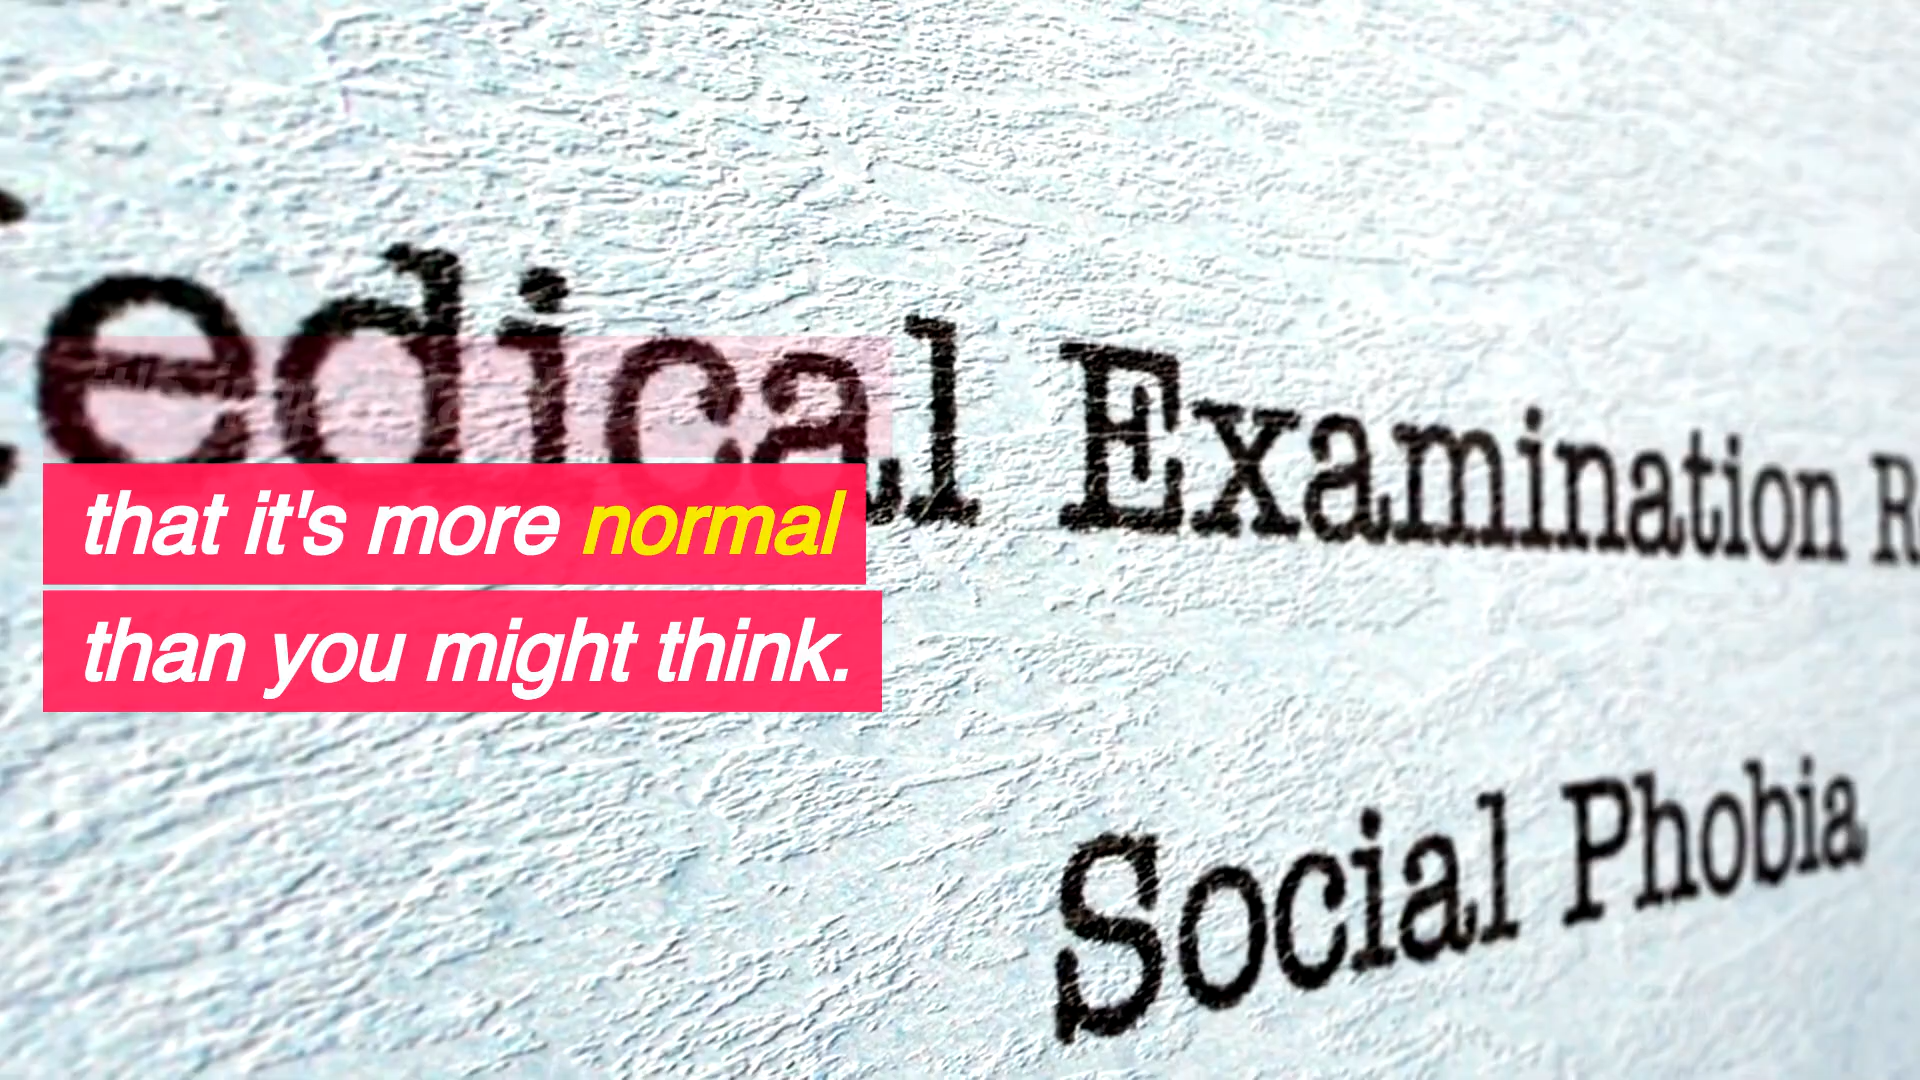 edical Examination R
that it's more normal
than you might think.
Social Phobia